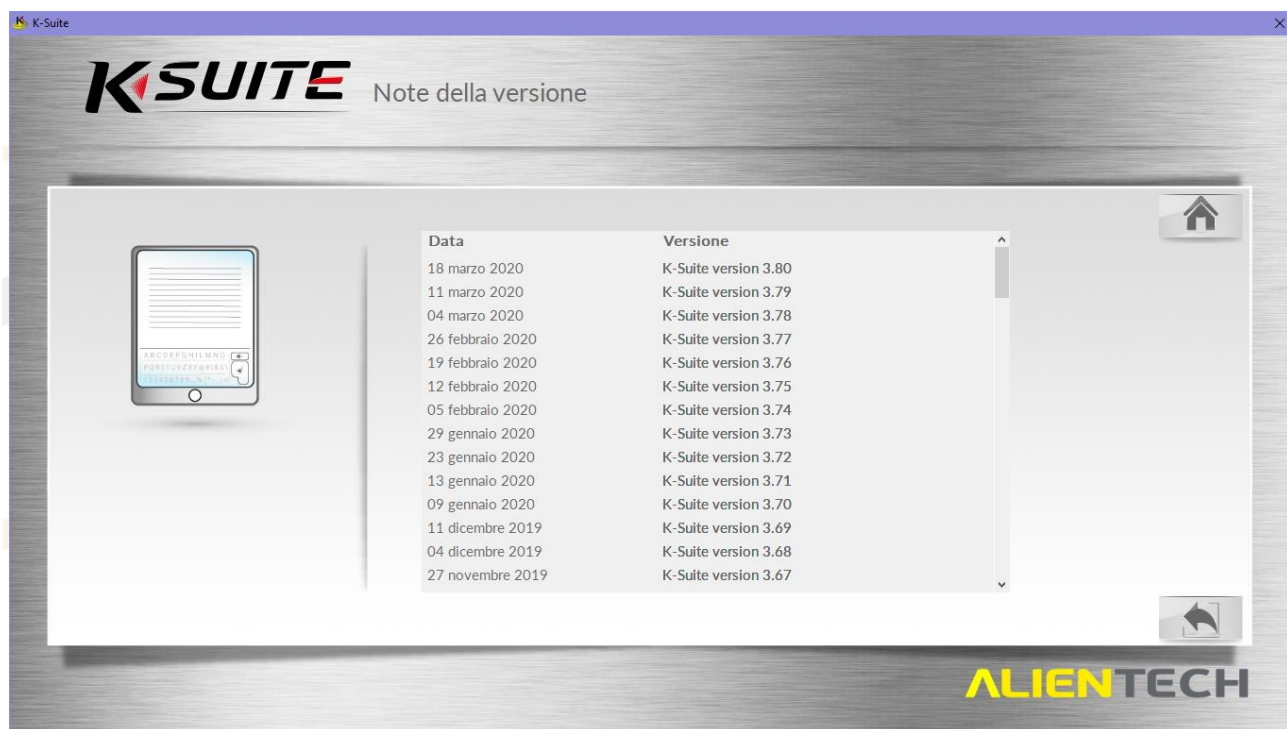 K-Suite
KSUITE Note della versione
Data Versione
18 marzo 2020 K-Suite version 3.80
11 marzo 2020 K-Suite version 3.79
04 marzo 2020 K-Suite version 3.78
26 febbraio 2020 K-Suite version 3.77
19 febbraio 2020 K-Suite version 3.76
12 febbraio 2020 K-Suite version 3.75
05 febbraio 2020 K-Suite version 3.74
29 gennaio 2020 K-Suite version 3.73
23 gennaio 2020 K-Suite version 3.72
13 gennaio 2020 K-Suite version 3.71
09 gennaio 2020 K-Suite version 3.70
11 dicembre 2019 K-Suite version 3.69
04 dicembre 2019 K-Suite version 3.68
27 novembre 2019 K-Suite version 3.67
ALIENTECH